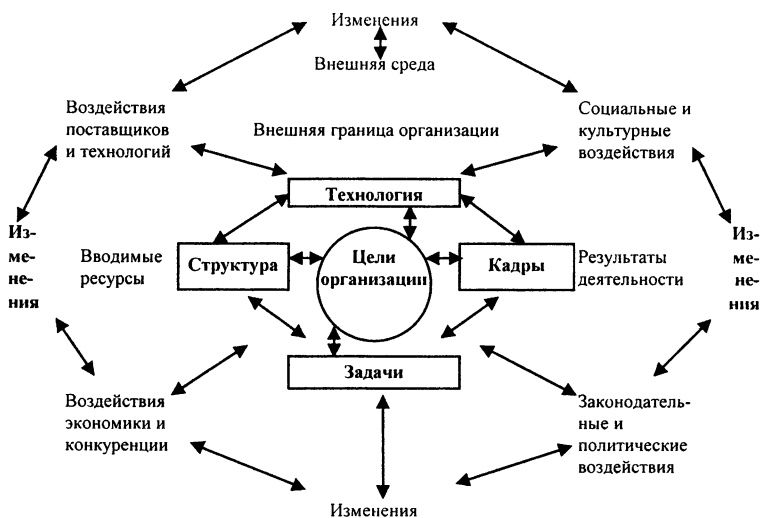 Изменения
Внешняя среда
Воздействия
поставщиков
и технологий
Внешняя граница организации
Социальные и
культурные
воздействия
Технология
Из-
ме-
не-
ния
Вводимые
ресурсы
Структура
Цели
организации
Кадры
Результаты
деятельности
Из-
ме-
не-
ния
Задачи
Воздействия
экономики и
конкуренции
Законодатель-
ные и
политические
воздействия
Изменения